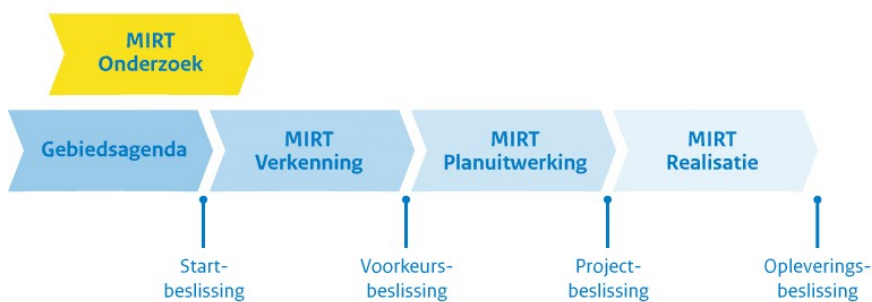 MIRT
Onderzoek
Gebiedsagenda
MIRT
Verkenning
MIRT
Planuitwerking
MIRT
Realisatie
Start-
beslissing
Voorkeurs-
beslissing
Project-
beslissing
Opleverings-
beslissing